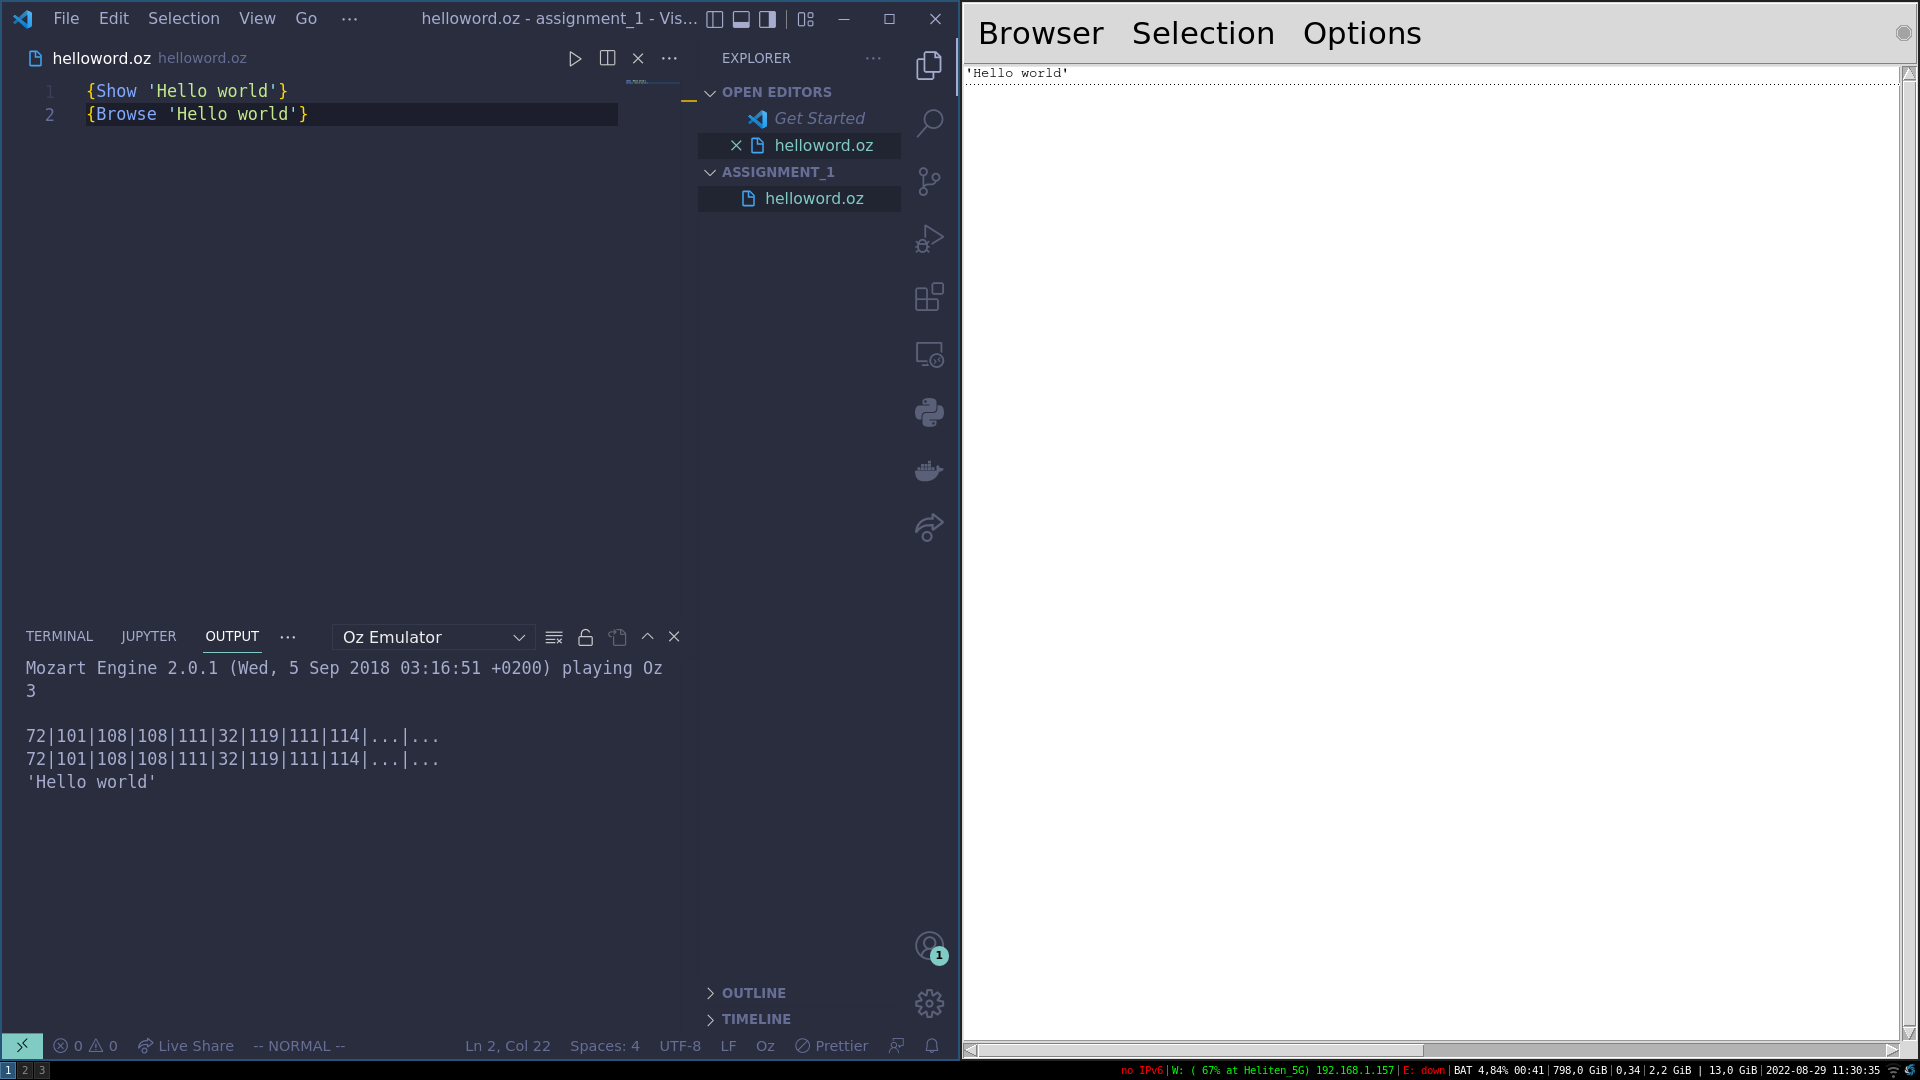 File Edit Selection View Go ··· helloword.oz - assignment_1 - Vis...
helloword.oz helloword.oz
1 {Show 'Hello world'}
2 {Browse 'Hello world'}
EXPLORER
OPEN EDITORS
Get Started
helloword.oz
ASSIGNMENT_1
helloword.oz
TERMINAL JUPYTER OUTPUT ··· Oz Emulator
Mozart Engine 2.0.1 (Wed, 5 Sep 2018 03:16:51 +0200) playing Oz
3
72|101|108|108|111|32|119|111|114|...|...
72|101|108|108|111|32|119|111|114|...|...
'Hello world'
1
OUTLINE
TIMELINE
0 0 Live Share -- NORMAL -- Ln 2, Col 22 Spaces: 4 UTF-8 LF Oz Prettier
Browser Selection Options
'Hello world'
1 2 3
no IPv6|W: ( 67% at Heliten_5G) 192.168.1.157|E: down|BAT 4,84% 00:41|798,0 GiB|0,34|2,2 GiB | 13,0 GiB|2022-08-29 11:30:35